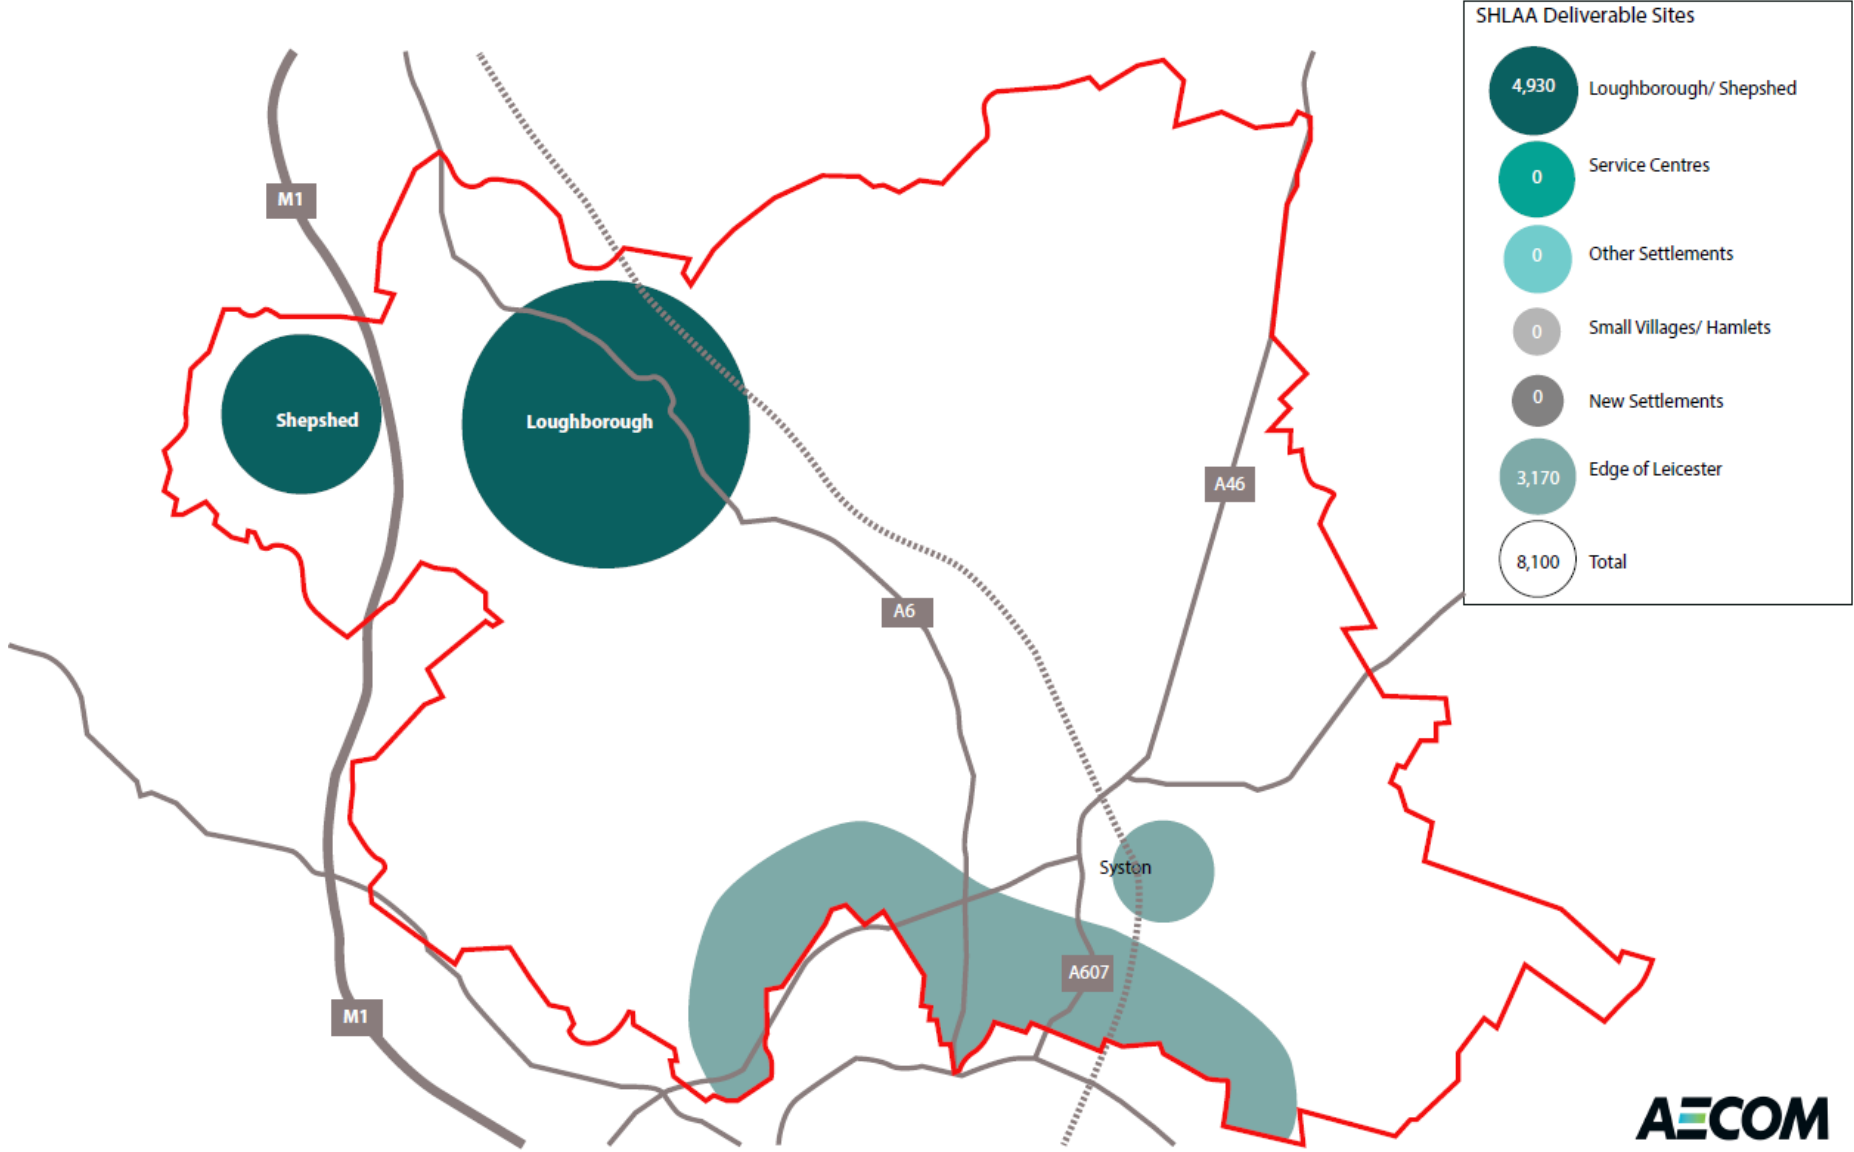 SHLAA Deliverable Sites
4,930 Loughborough/ Shepshed
0 Service Centres
0 Other Settlements
0 Small Villages/ Hamlets
0 New Settlements
3,170 Edge of Leicester
8,100 Total
M1
Shepshed
Loughborough
A46
A6
Syston
A607
M1
AECOM